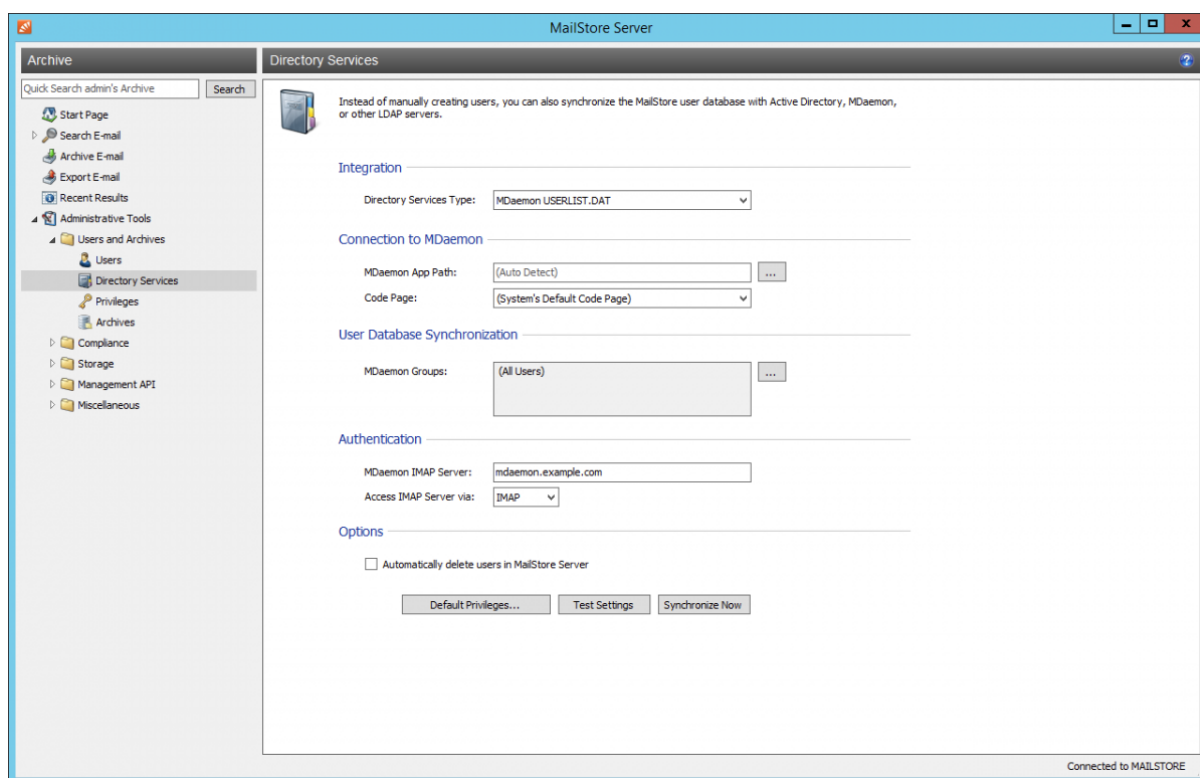 MailStore Server
Archive
Directory Services
Quick Search admin's Archive
Search
Start Page
Search E-mail
Archive E-mail
Export E-mail
Recent Results
Administrative Tools
Users and Archives
Users
Directory Services
Privileges
Archives
Compliance
Storage
Management API
Miscellaneous
Instead of manually creating users, you can also synchronize the MailStore user database with Active Directory, MDaemon,
or other LDAP servers.
Integration
Directory Services Type: MDaemon USERLIST.DAT
Connection to MDaemon
MDaemon App Path: (Auto Detect) ...
Code Page: (System's Default Code Page)
User Database Synchronization
MDaemon Groups: (All Users) ...
Authentication
MDaemon IMAP Server: mdaemon.example.com
Access IMAP Server via: IMAP
Options
Automatically delete users in MailStore Server
Default Privileges... Test Settings Synchronize Now
Connected to MAILSTORE